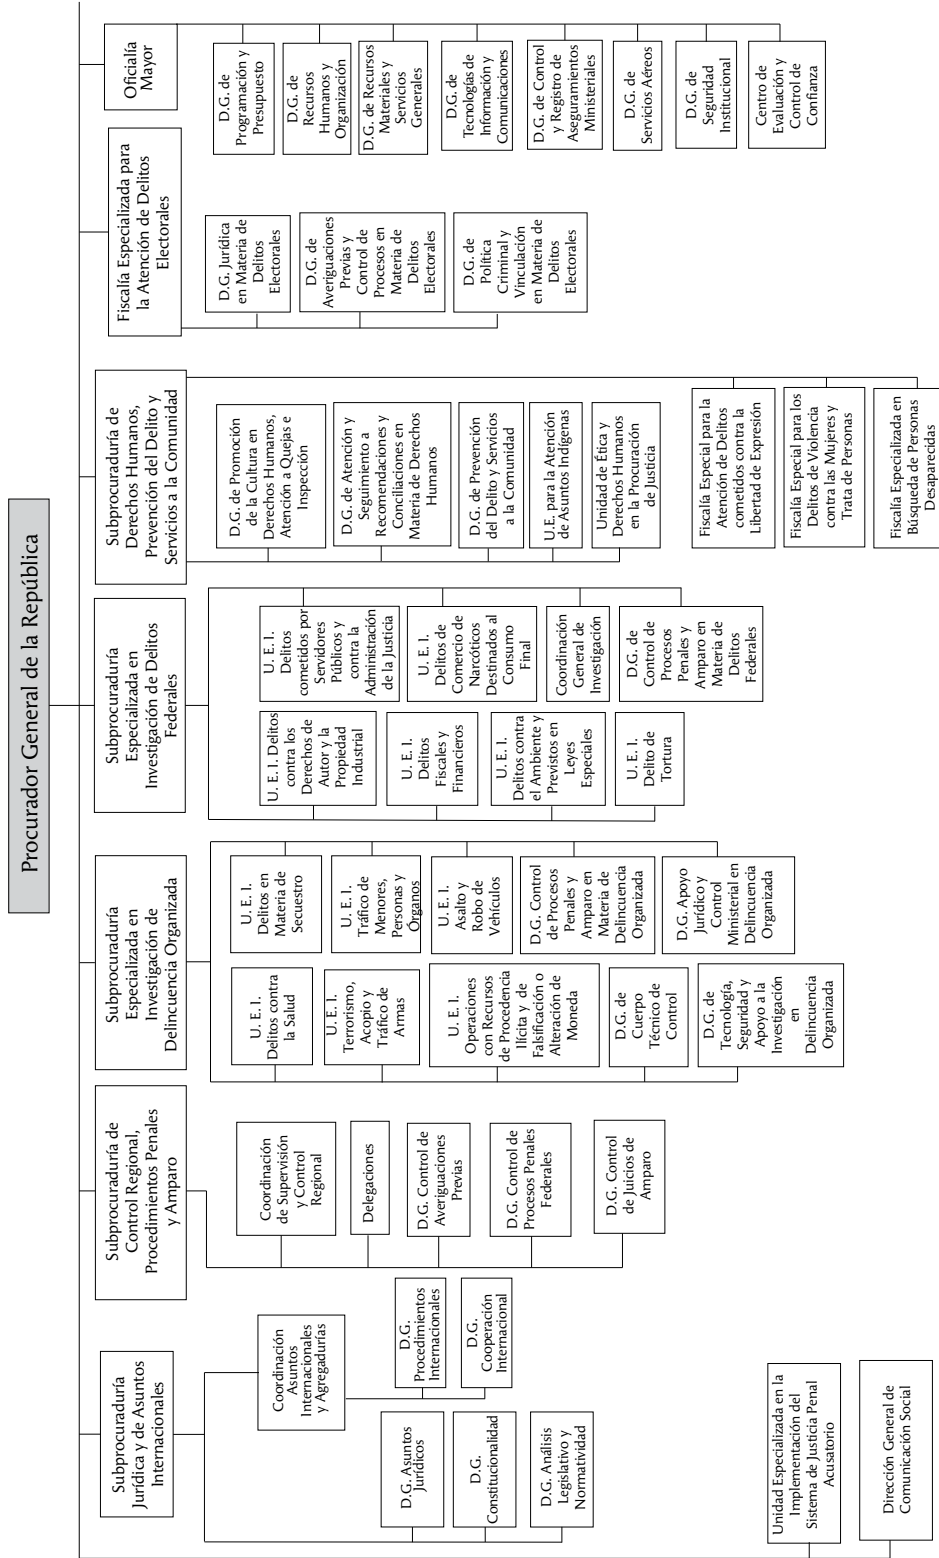 Procurador General de la República
Subprocuraduría
Jurídica y de Asuntos
Internacionales
Coordinación
Asuntos
Internacionales
y Agregadurías
D.G.
Procedimientos
Internacionales
D.G.
Cooperación
Internacional
D.G. Asuntos
Jurídicos
D.G.
Constitucionalidad
D.G. Análisis
Legislativo y
Normatividad
Subprocuraduría de
Control Regional,
Procedimientos Penales
y Amparo
Coordinación
de Supervisión
y Control
Regional
Delegaciones
D.G. Control de
Averiguaciones
Previas
D.G. Control de
Procesos Penales
Federales
D.G. Control
de Juicios de
Amparo
Subprocuraduría
Especializada en
Investigación de
Delincuencia Organizada
U. E. I.
Delitos contra
la Salud
U. E. I.
Terrorismo,
Acopio y
Tráfico de
Armas
U. E. I.
Operaciones
con Recursos
de Procedencia
Ilícita y de
Falsificación o
Alteración de
Moneda
D.G. de
Cuerpo
Técnico de
Control
D.G. de
Tecnología,
Seguridad y
Apoyo a la
Investigación
en
Delincuencia
Organizada
U. E. I.
Delitos en
Materia de
Secuestro
U. E. I.
Tráfico de
Menores,
Personas y
Órganos
U. E. I.
Asalto y
Robo de
Vehículos
D.G. Control
de Procesos
Penales y
Amparo en
Materia de
Delincuencia
Organizada
D.G. Apoyo
Jurídico y
Control
Ministerial en
Delincuencia
Organizada
Subprocuraduría
Especializada en
Investigación de Delitos
Federales
U. E. I. Delitos
contra los
Derechos de
Autor y la
Propiedad
Industrial
U. E. I.
Delitos
Fiscales y
Financieros
U. E. I.
Delitos contra
el Ambiente y
Previstos en
Leyes
Especiales
U. E. I.
Delito de
Tortura
U. E. I.
Delitos
cometidos por
Servidores
Públicos y
contra la
Administración
de la Justicia
U. E. I.
Delitos de
Comercio de
Narcóticos
Destinados al
Consumo
Final
Coordinación
General de
Investigación
D.G. de
Control de
Procesos
Penales y
Amparo en
Materia de
Delitos
Federales
Subprocuraduría de
Derechos Humanos,
Prevención del Delito y
Servicios a la Comunidad
D.G. de Promoción
de la Cultura en
Derechos Humanos,
Atención a Quejas e
Inspección
D.G. de Atención y
Seguimiento a
Recomendaciones y
Conciliaciones en
Materia de Derechos
Humanos
D.G. de Prevención
del Delito y Servicios
a la Comunidad
U.E. para la Atención
de Asuntos Indígenas
Unidad de Ética y
Derechos Humanos
en la Procuración
de Justicia
Fiscalía Especial para la
Atención de Delitos
cometidos contra la
Libertad de Expresión
Fiscalía Especial para los
Delitos de Violencia
contra las Mujeres y
Trata de Personas
Fiscalía Especializada en
Búsqueda de Personas
Desaparecidas
Fiscalía Especializada para
la Atención de Delitos
Electorales
D.G. Jurídica
en Materia de
Delitos
Electorales
D.G. de
Averiguaciones
Previas y
Control de
Procesos en
Materia de
Delitos
Electorales
D.G. de
Política
Criminal y
Vinculación
en Materia de
Delitos
Electorales
Oficialía
Mayor
D.G. de
Programación y
Presupuesto
D.G. de
Recursos
Humanos y
Organización
D.G. de Recursos
Materiales y
Servicios
Generales
D.G. de
Tecnologías de
Información y
Comunicaciones
D.G. de Control
y Registro de
Aseguramientos
Ministeriales
D.G. de
Servicios Aéreos
D.G. de
Seguridad
Institucional
Centro de
Evaluación y
Control de
Confianza
Unidad Especializada en la
Implementación del
Sistema de Justicia Penal
Acusatorio
Dirección General de
Comunicación Social